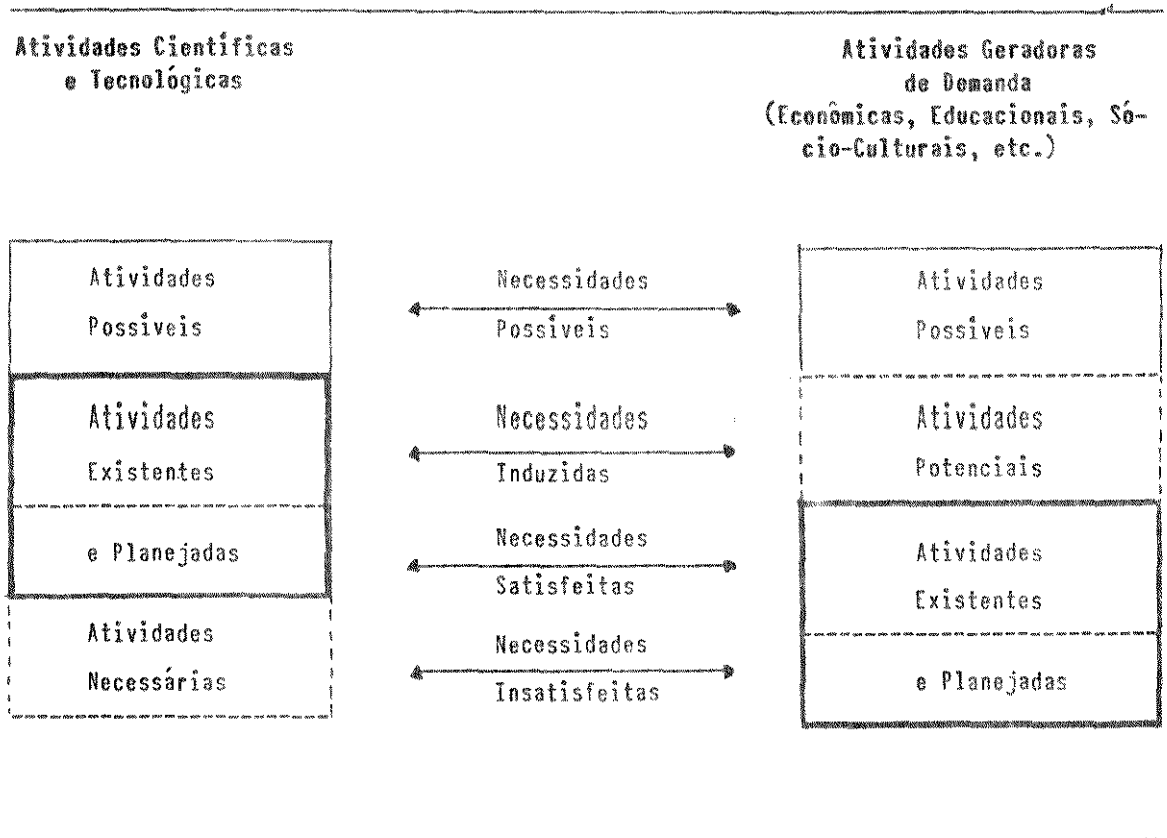 Atividades Científicas
e Tecnológicas
Atividades Geradoras
de Demanda
(Econômicas, Educacionais, Só-
cio-Culturais, etc.)
Atividades
Possíveis
Necessidades
Possíveis
Atividades
Possíveis
Atividades
Existentes
Necessidades
Induzidas
Atividades
Potenciais
e Planejadas
Necessidades
Satisfeitas
Atividades
Existentes
Atividades
Necessárias
Necessidades
Insatisfeitas
e Planejadas